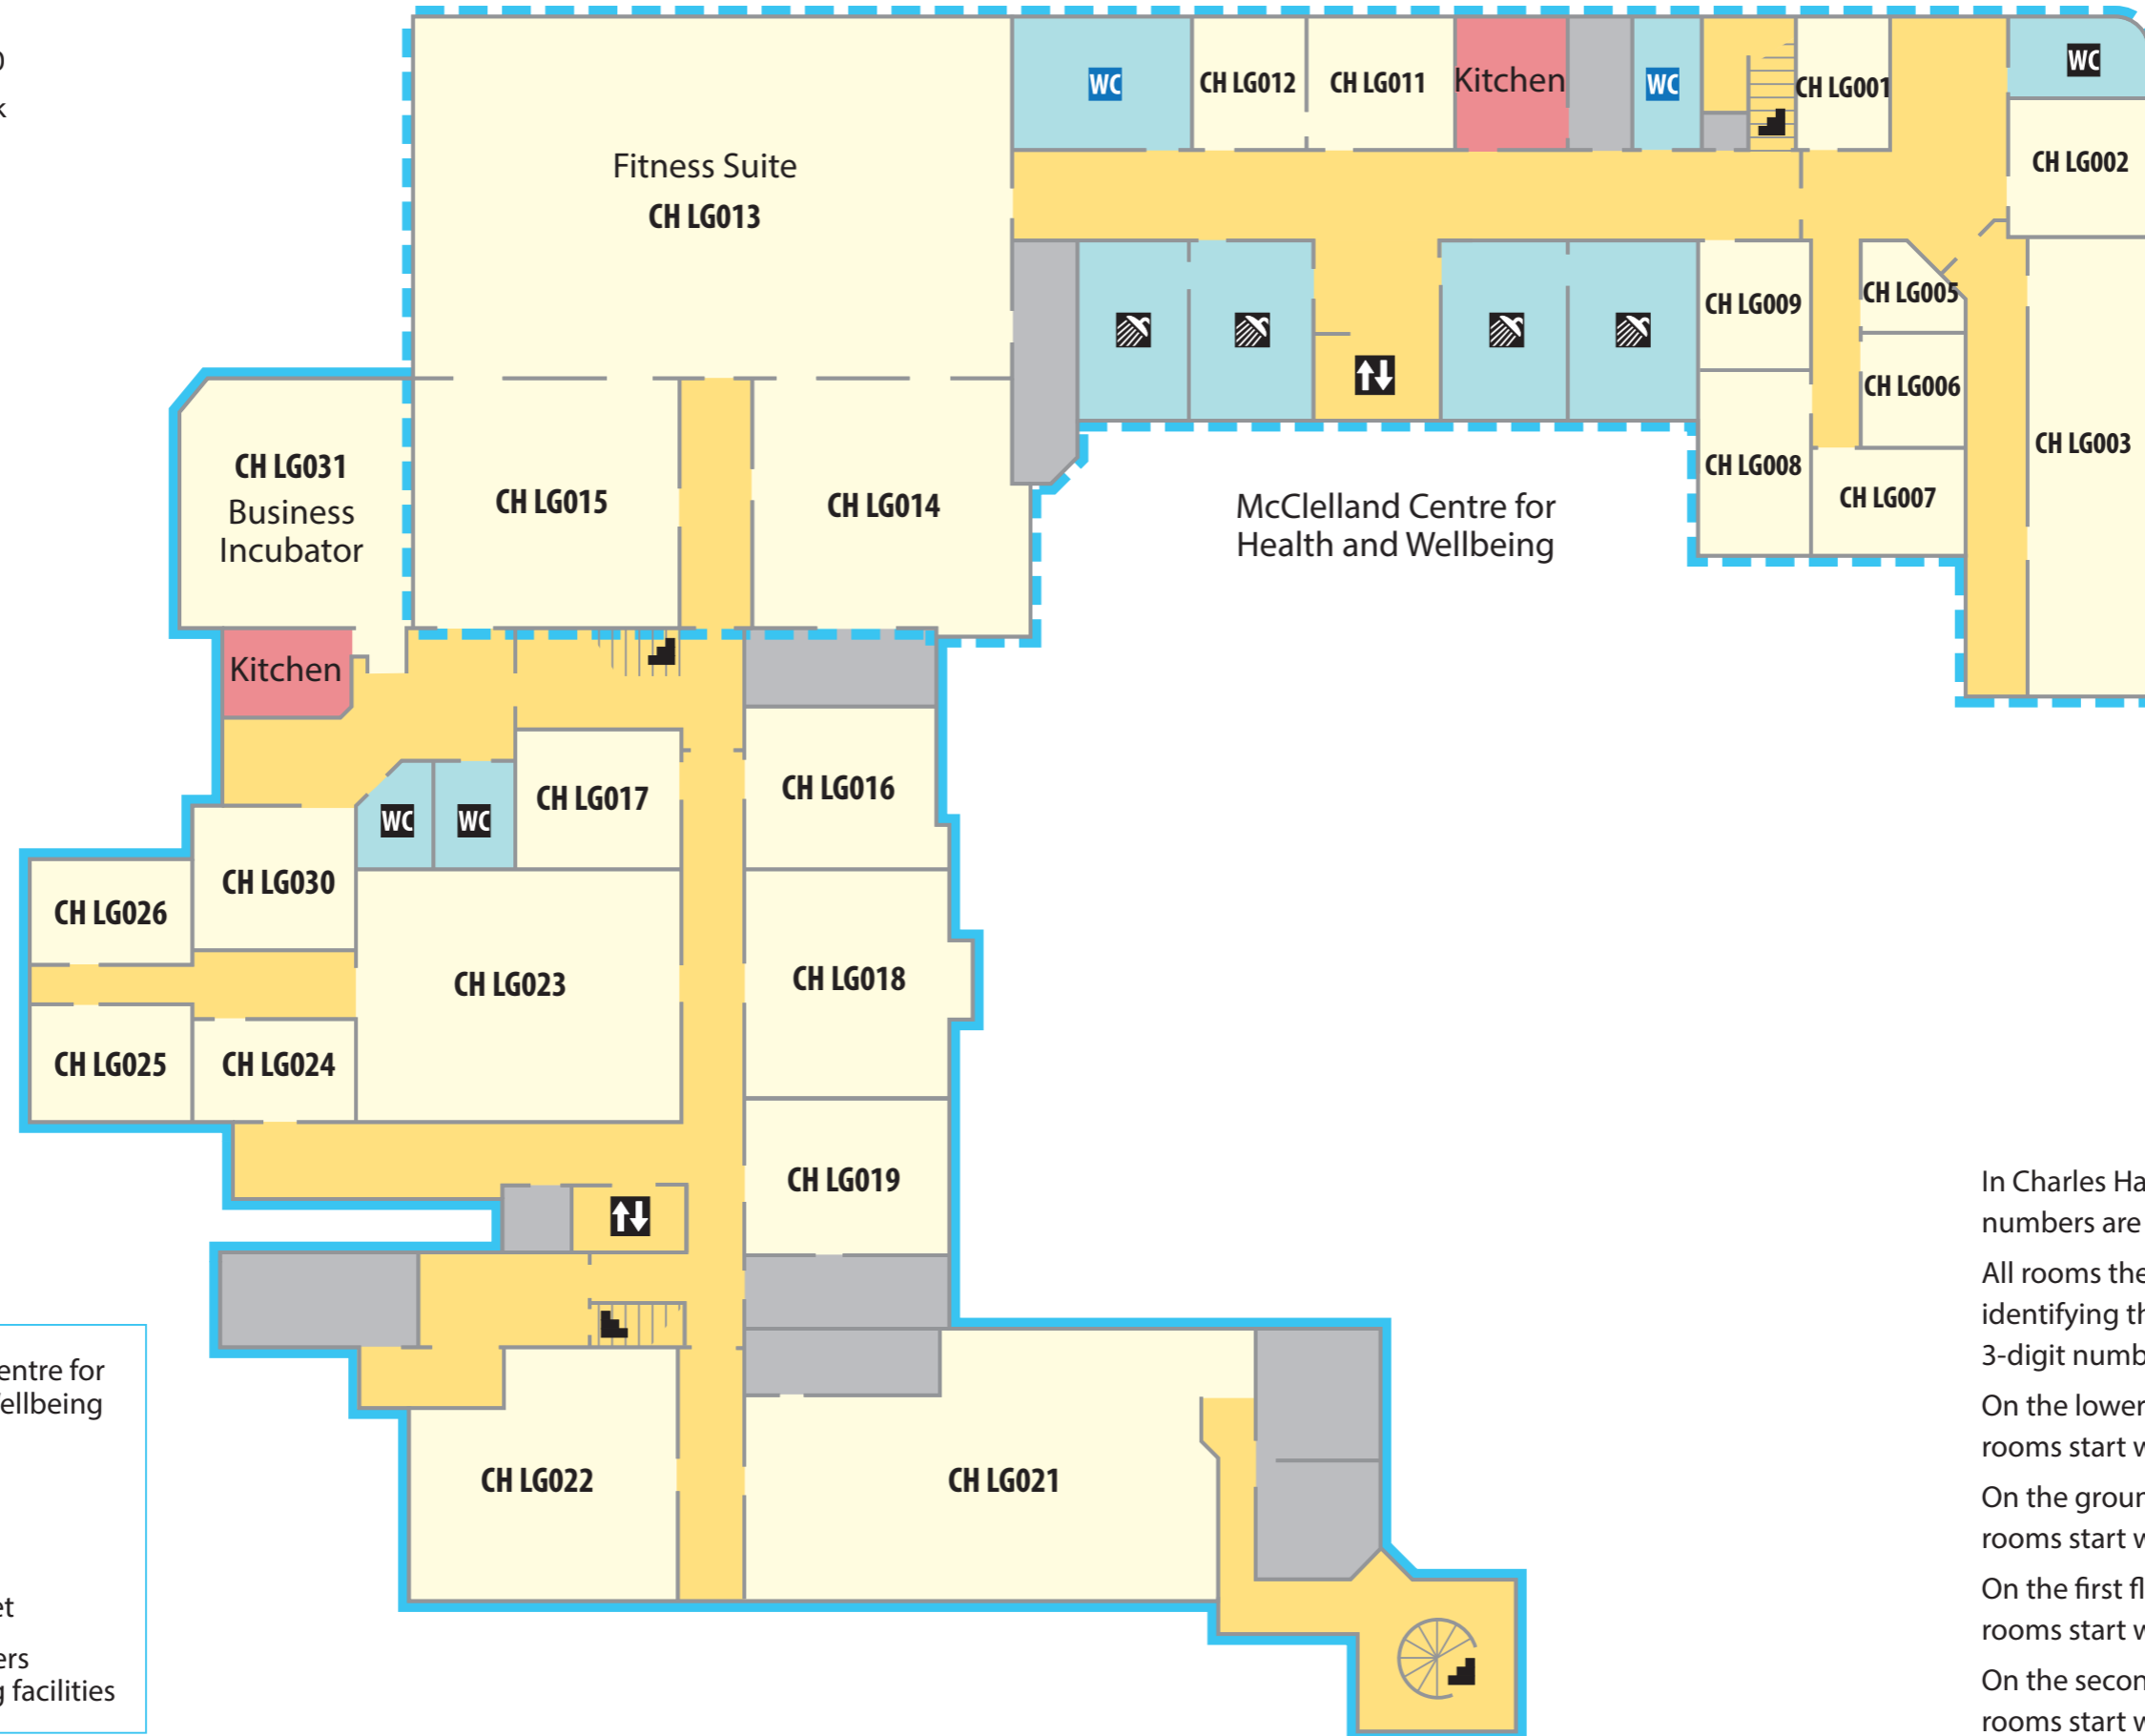 WC
CH LG012
CH LG011
Kitchen
WC
CH LG001
WC
CH LG002
Fitness Suite
CH LG013
CH LG009
CH LG005
CH LG006
CH LG003
CH LG008
CH LG007
CH LG031
Business
Incubator
CH LG015
CH LG014
McClelland Centre for
Health and Wellbeing
Kitchen
CH LG017
CH LG016
WC
WC
CH LG030
CH LG026
CH LG023
CH LG018
CH LG025
CH LG024
CH LG019
CH LG022
CH LG021
entre for
ellbeing
et
ers
g facilities
In Charles Ha
numbers are
All rooms the
identifying th
3-digit numb
On the lower
rooms start w
On the groun
rooms start w
On the first fl
rooms start w
On the secon
rooms start w